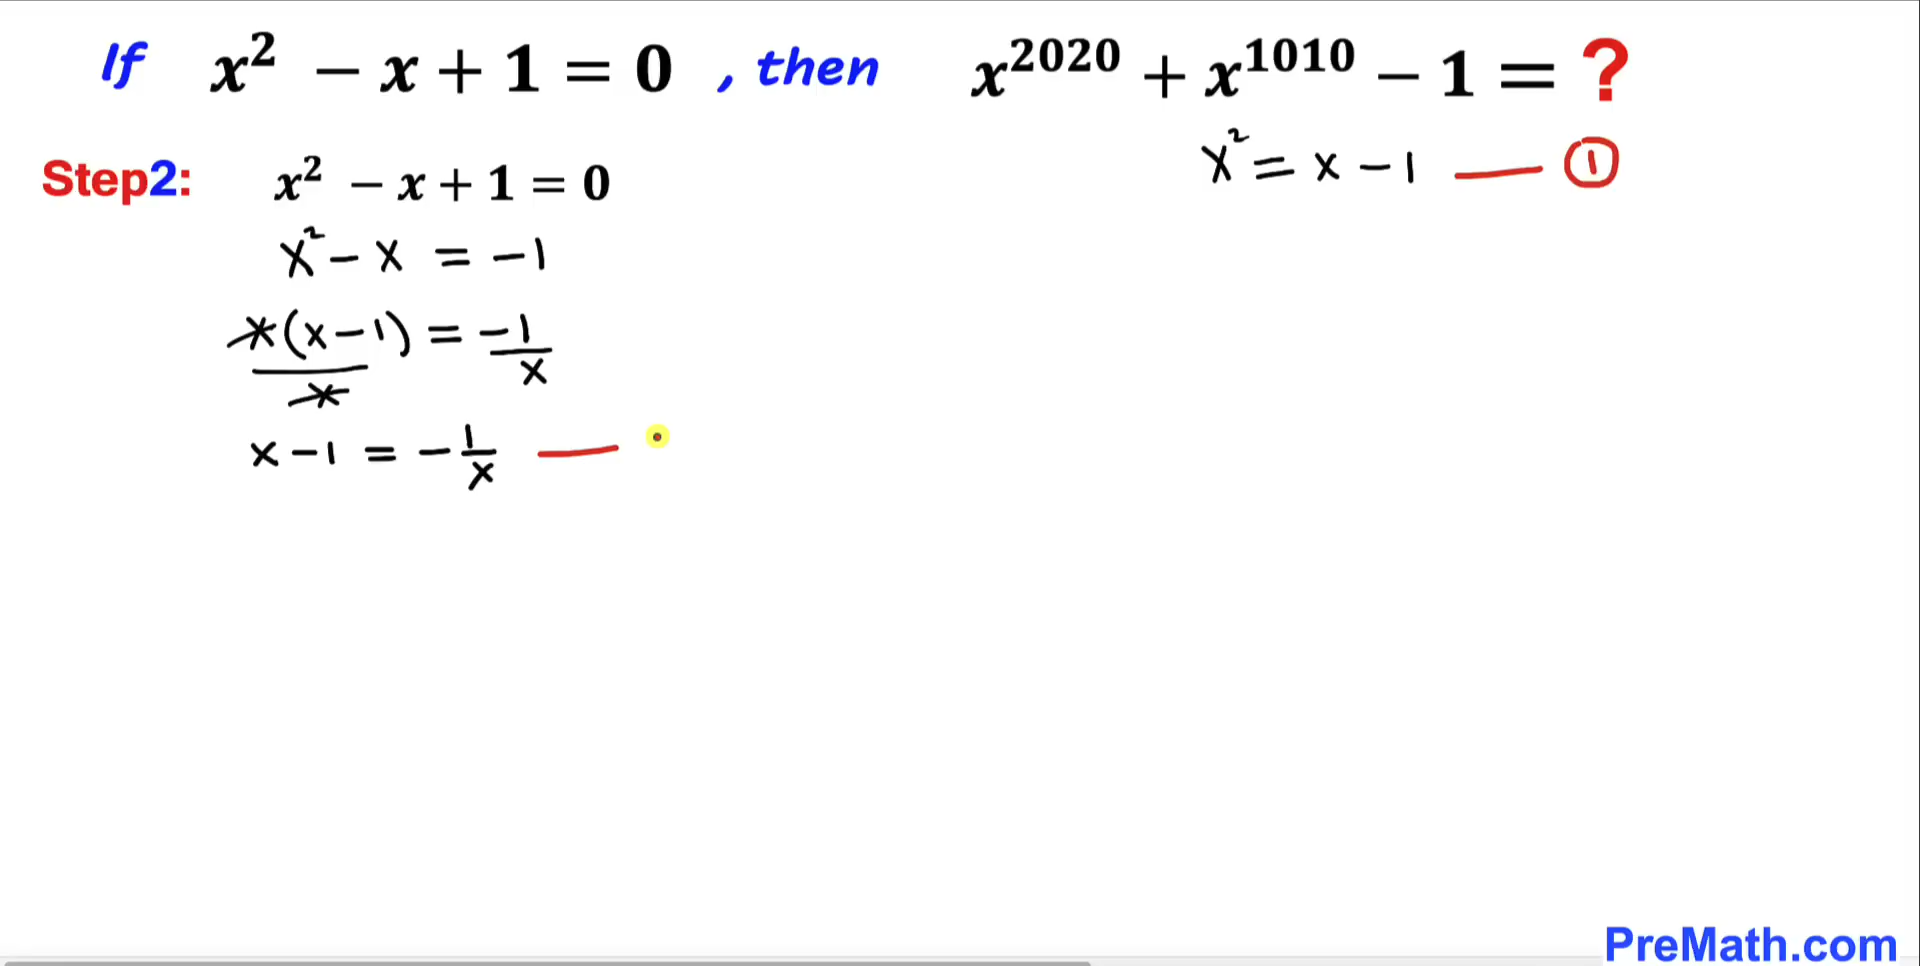 If x² − x + 1 = 0 , then x²⁰²⁰ + x¹⁰¹⁰ − 1 = ?
x² = x − 1 — ①
Step2: x² − x + 1 = 0
x² − x = −1
x(x−1)/x = −1/x
x − 1 = −1/x —
PreMath.com